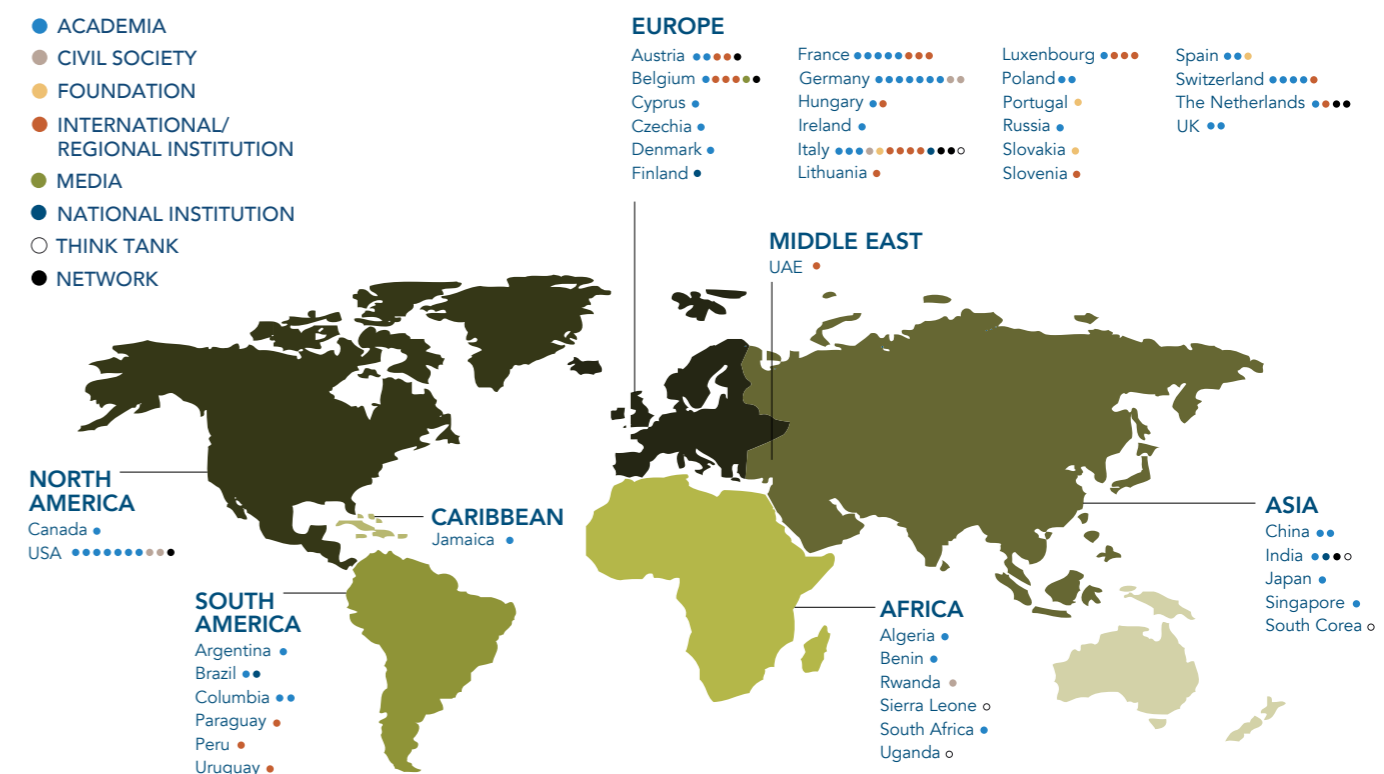 ACADEMIA
CIVIL SOCIETY
FOUNDATION
INTERNATIONAL/
REGIONAL INSTITUTION
MEDIA
NATIONAL INSTITUTION
THINK TANK
NETWORK
EUROPE
Austria
Belgium
Cyprus
Czechia
Denmark
Finland
France
Germany
Hungary
Ireland
Italy
Lithuania
Luxenbourg
Poland
Portugal
Russia
Slovakia
Slovenia
Spain
Switzerland
The Netherlands
UK
MIDDLE EAST
UAE
NORTH
AMERICA
Canada
USA
CARIBBEAN
Jamaica
SOUTH
AMERICA
Argentina
Brazil
Columbia
Paraguay
Peru
Uruguay
AFRICA
Algeria
Benin
Rwanda
Sierra Leone
South Africa
Uganda
ASIA
China
India
Japan
Singapore
South Corea